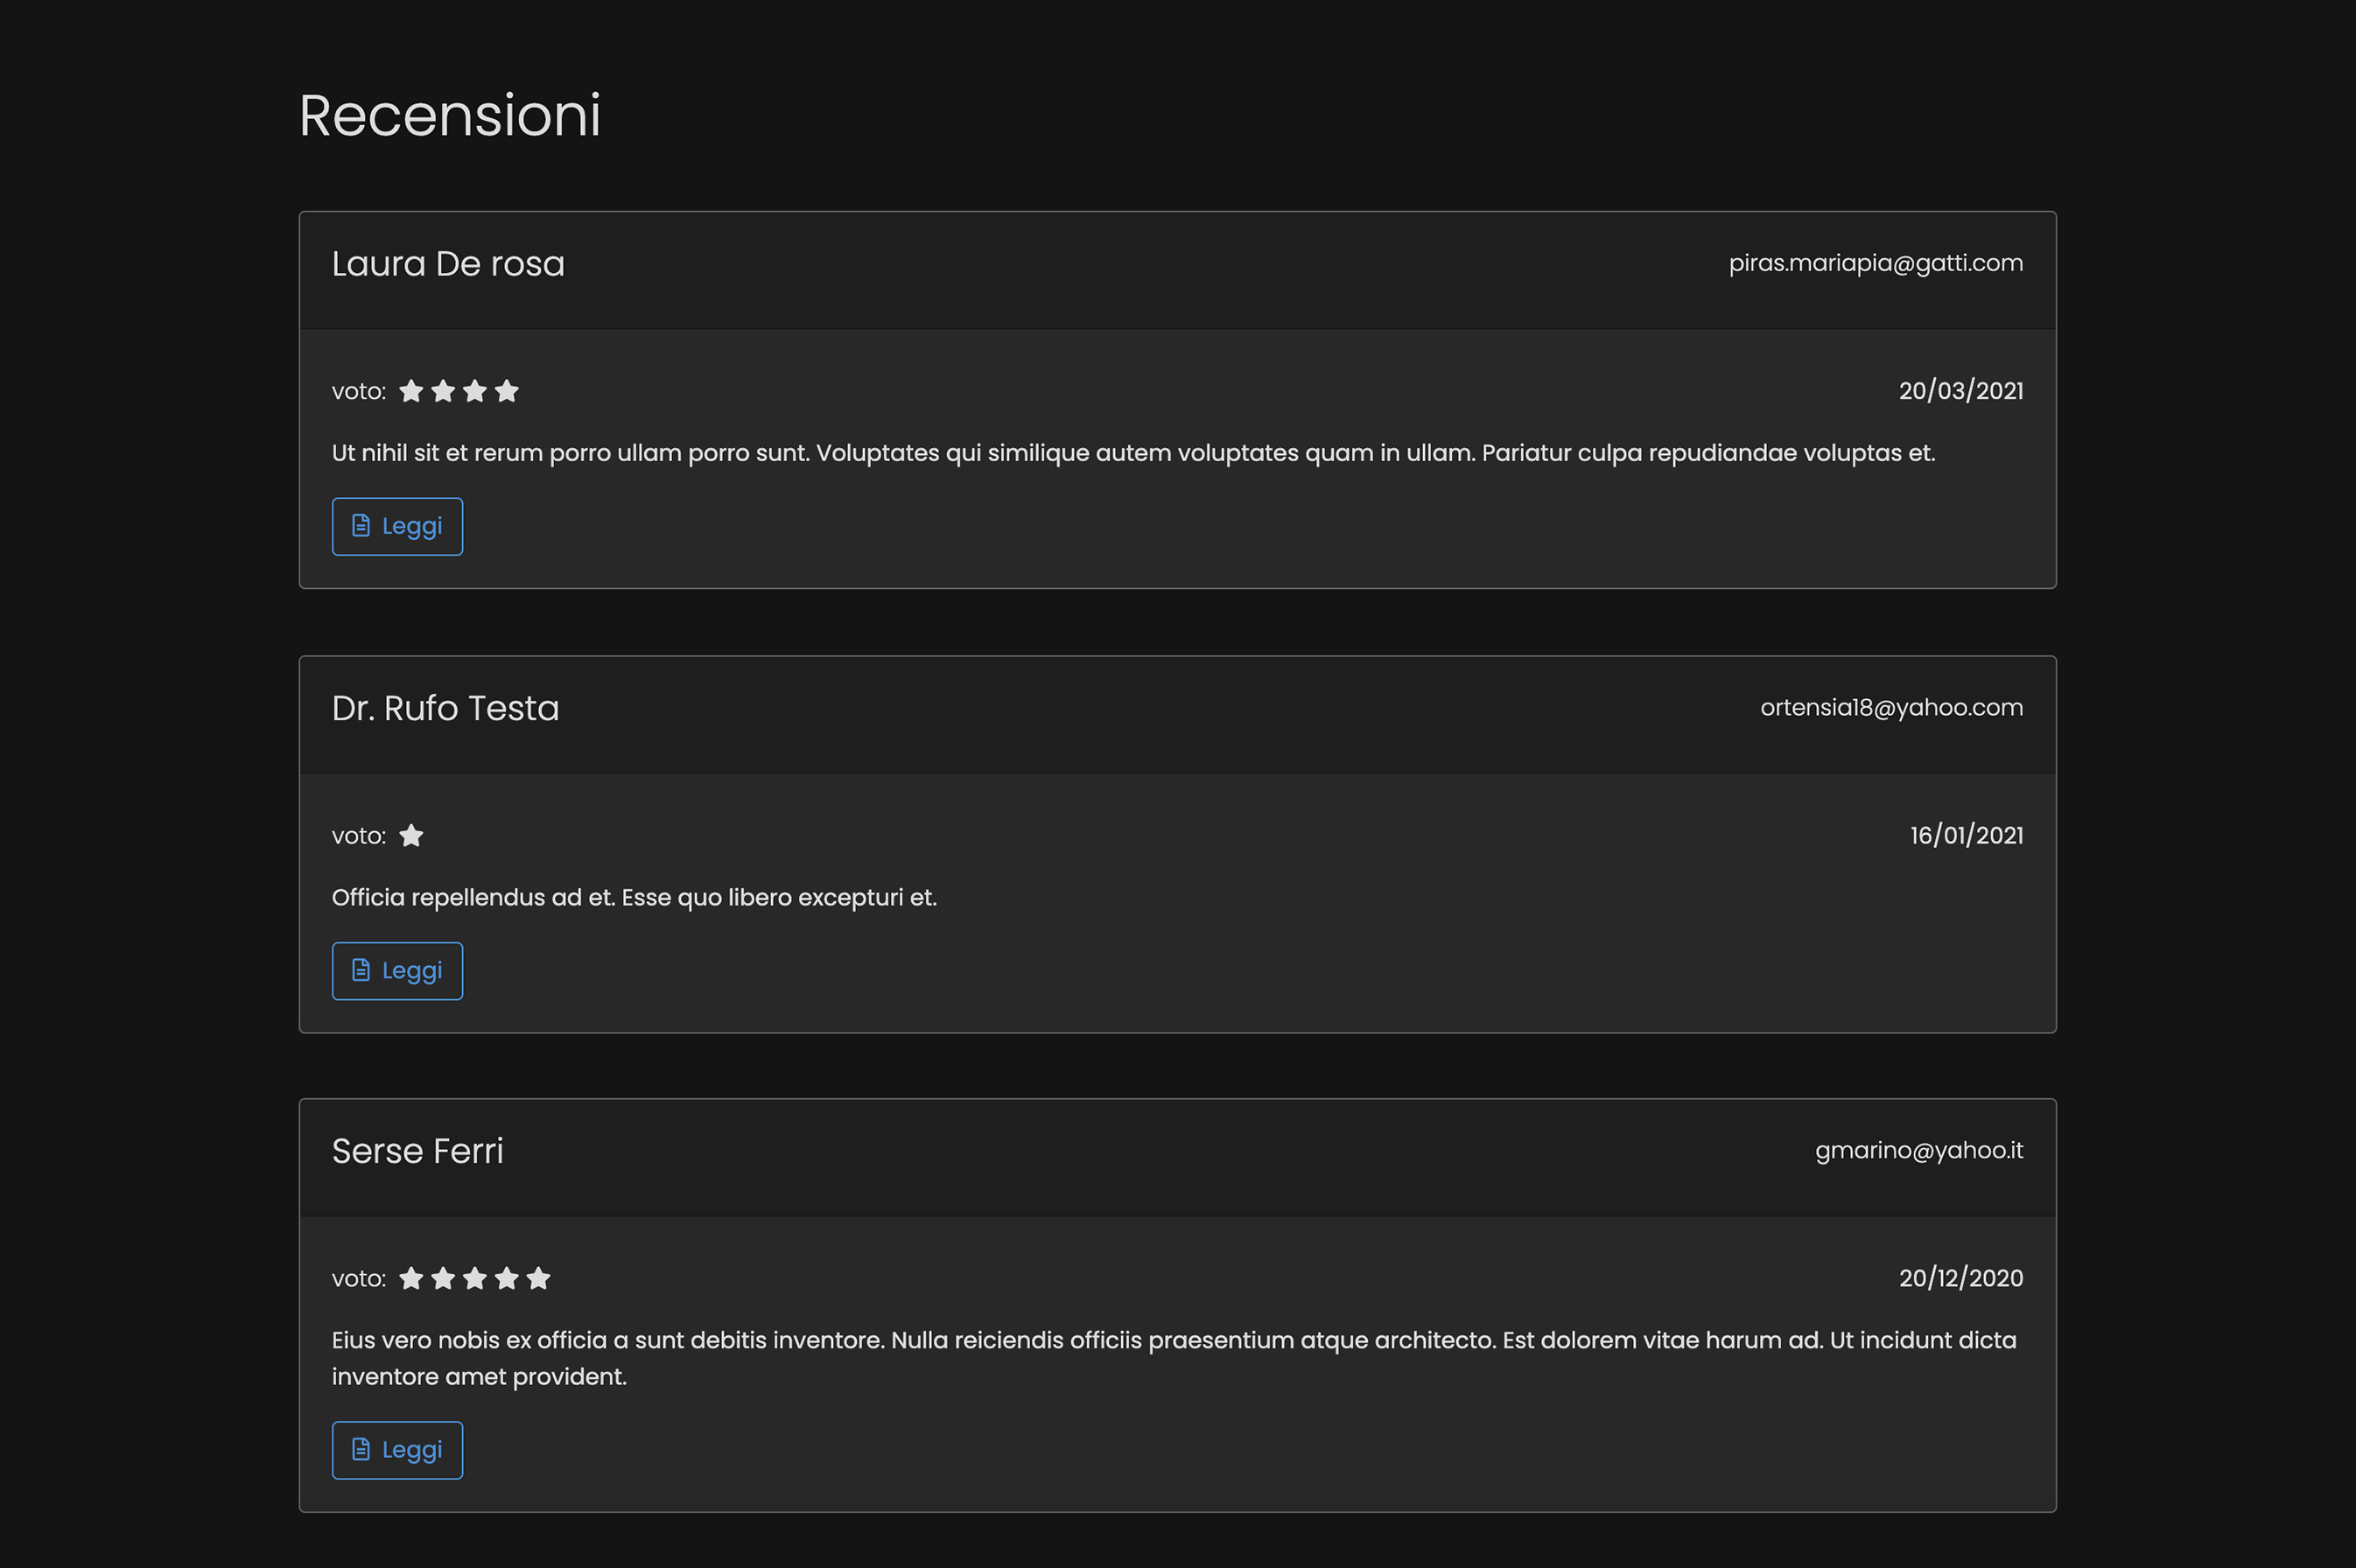 Recensioni
Laura De rosa
piras.mariapia@gatti.com
voto:
20/03/2021
Ut nihil sit et rerum porro ullam porro sunt. Voluptates qui similique autem voluptates quam in ullam. Pariatur culpa repudiandae voluptas et.
Leggi
Dr. Rufo Testa
ortensia18@yahoo.com
voto:
16/01/2021
Officia repellendus ad et. Esse quo libero excepturi et.
Leggi
Serse Ferri
gmarino@yahoo.it
voto:
20/12/2020
Eius vero nobis ex officia a sunt debitis inventore. Nulla reiciendis officiis praesentium atque architecto. Est dolorem vitae harum ad. Ut incidunt dicta
inventore amet provident.
Leggi